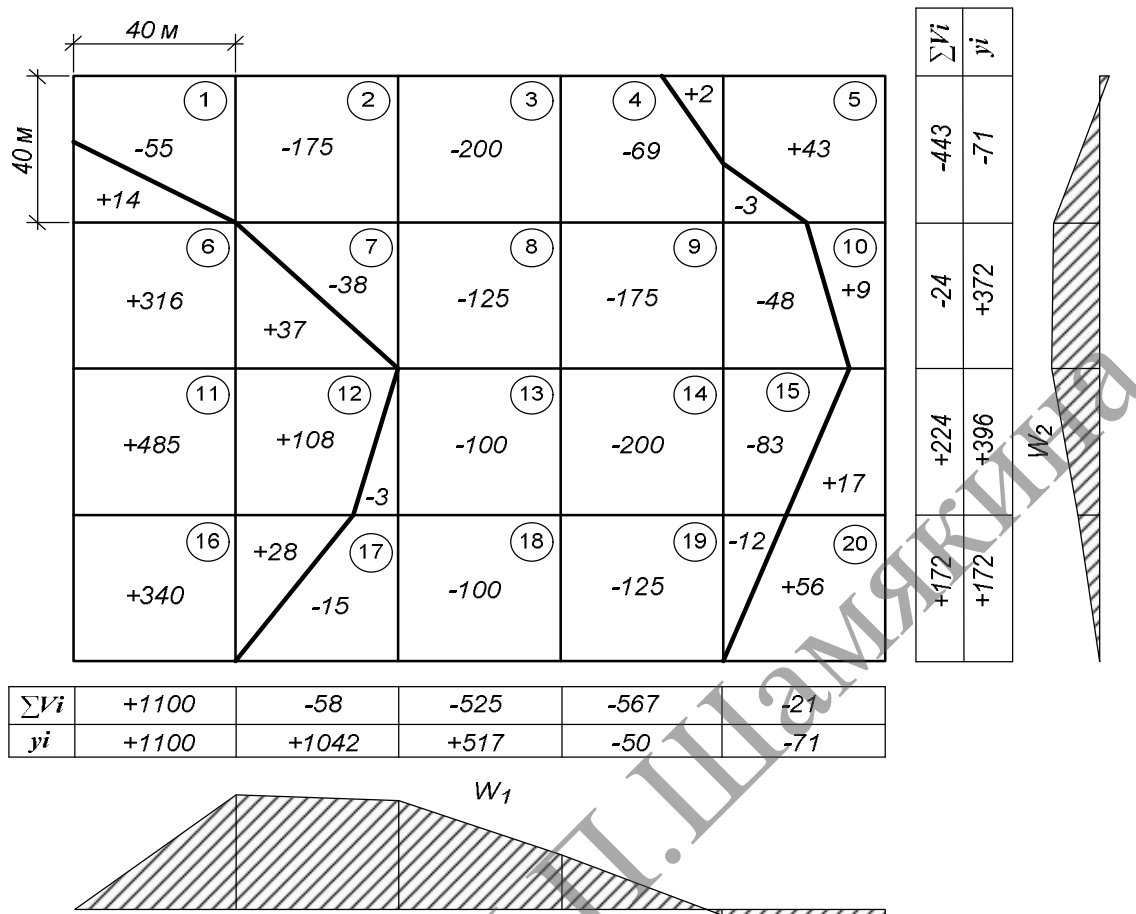 40 м
40 м
1 2 3 4 5
+2
-55 -175 -200 -69 +43
+14 -3
6 7 8 9 10
-38 +9
+316 -125 -175 -48
+37
11 12 13 14 15
+485 +108 -100 -200 -83
-3 +17
16 17 18 19 20
+28 -12
+340 -100 -125 +56
-15
∑Vi +1100 -58 -525 -567 -21
yi +1100 +1042 +517 -50 -71
W₁
∑Vi -443 -24 +224 +172
yi -71 +372 +396 +172
W₂
П.Шамякина